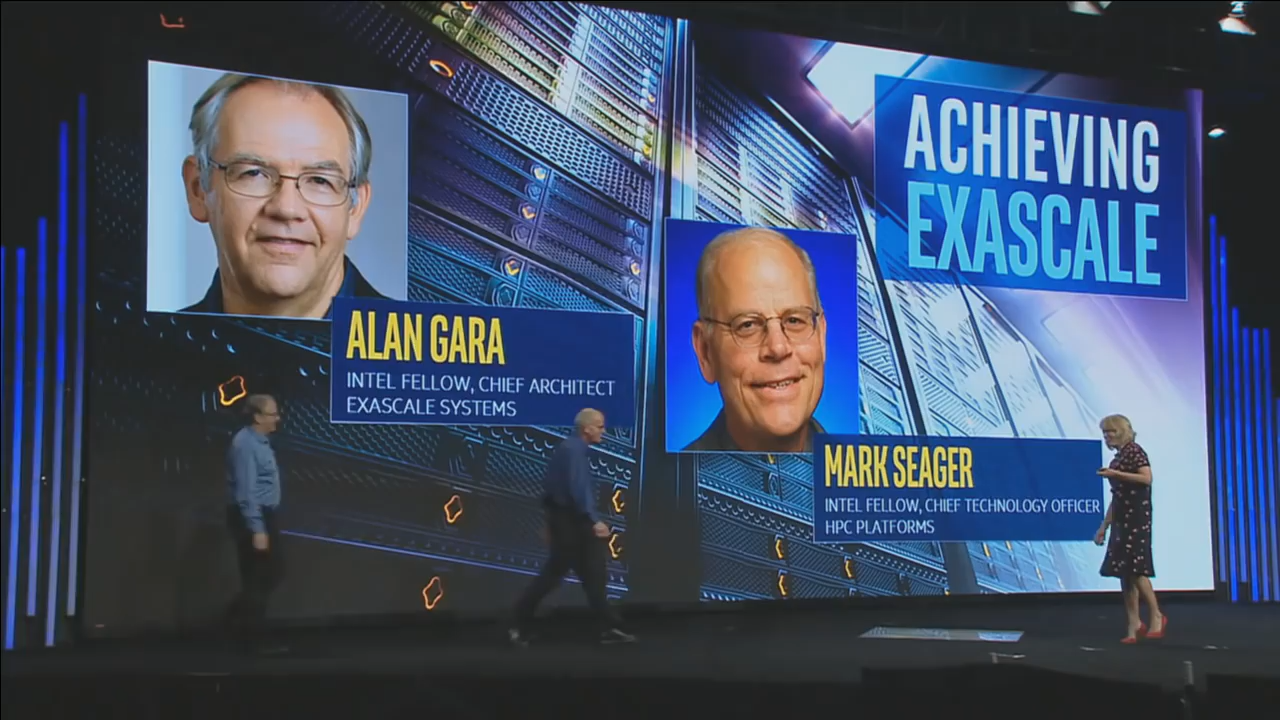 ACHIEVING
EXASCALE
ALAN GARA
INTEL FELLOW, CHIEF ARCHITECT
EXASCALE SYSTEMS
MARK SEAGER
INTEL FELLOW, CHIEF TECHNOLOGY OFFICER
HPC PLATFORMS